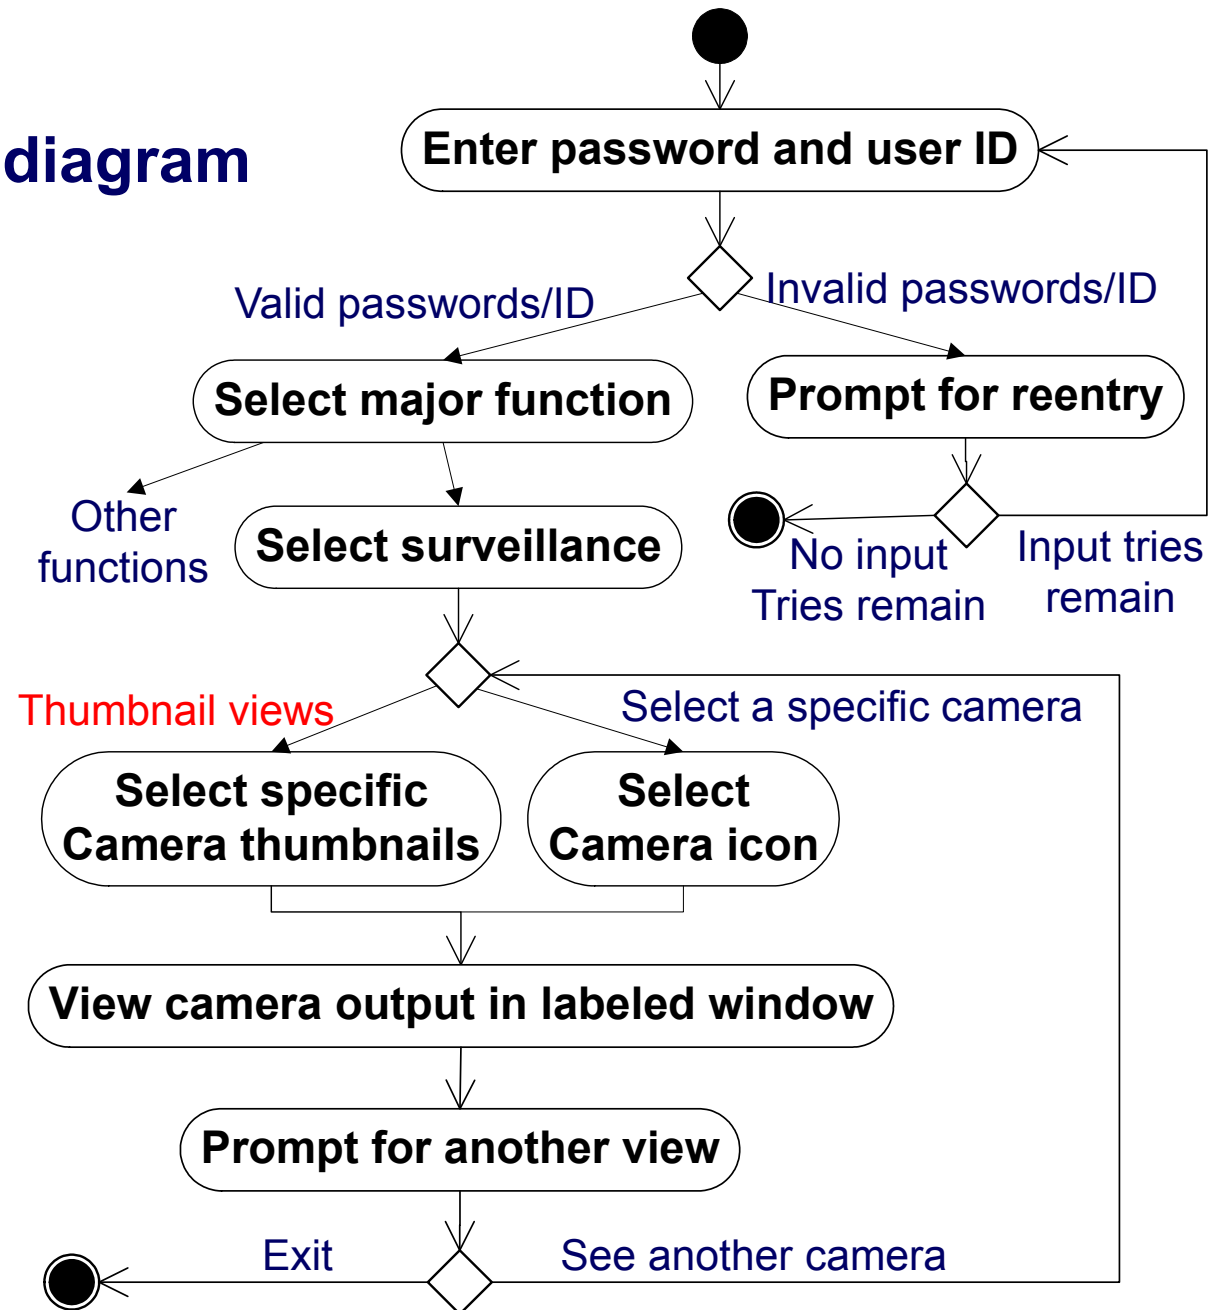 diagram
Enter password and user ID
Valid passwords/ID
Invalid passwords/ID
Select major function
Prompt for reentry
Other
functions
Select surveillance
No input
Tries remain
Input tries
remain
Thumbnail views
Select a specific camera
Select specific
Camera thumbnails
Select
Camera icon
View camera output in labeled window
Prompt for another view
Exit
See another camera